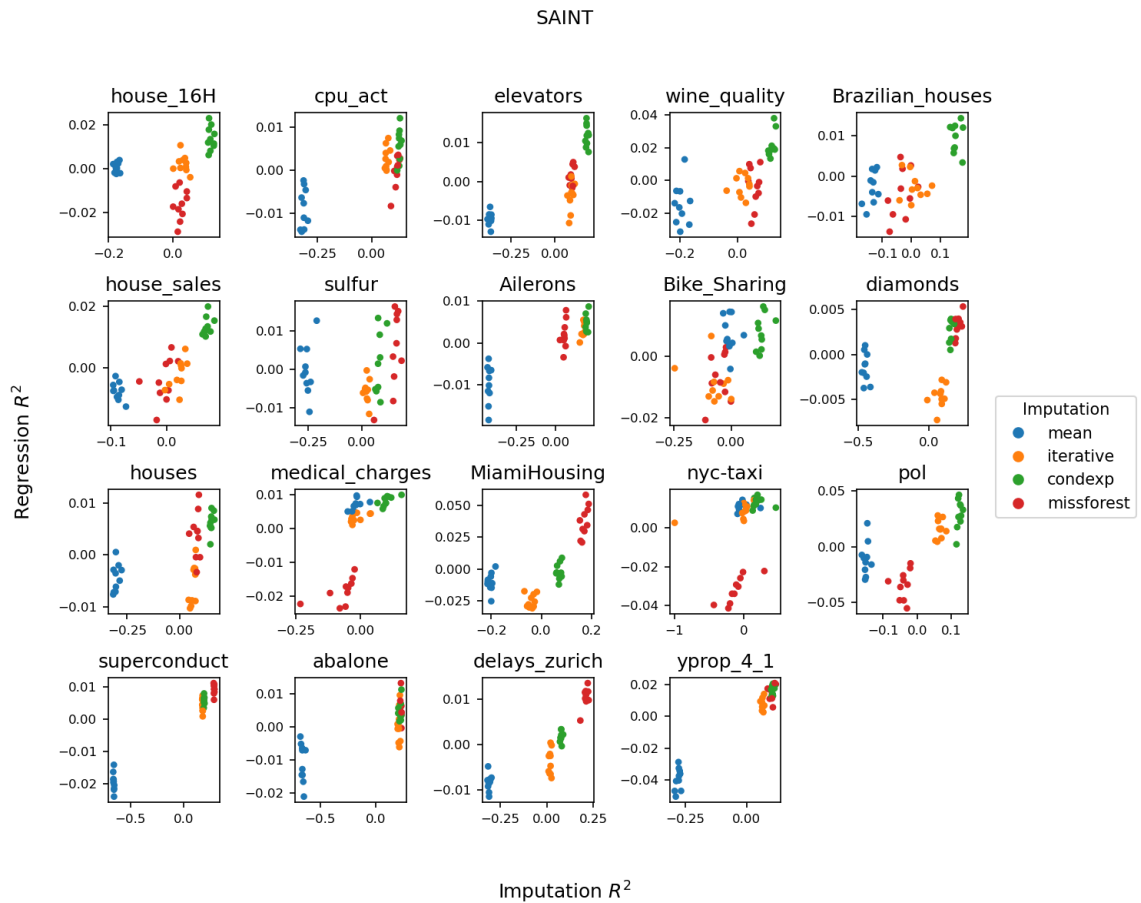 SAINT
house_16H cpu_act elevators wine_quality Brazilian_houses
0.02 0.00 −0.02
−0.2 0.0
0.01 0.00 −0.01
−0.25 0.00
0.01 0.00 −0.01
−0.25 0.00
0.04 0.02 0.00 −0.02
−0.2 0.0
0.01 0.00 −0.01
−0.1 0.0 0.1
house_sales sulfur Ailerons Bike_Sharing diamonds
0.02 0.00
−0.1 0.0
0.01 0.00 −0.01
−0.25 0.00
0.01 0.00 −0.01
−0.25 0.00
0.02 0.00 −0.02
−0.25 0.00
0.005 0.000 −0.005
−0.5 0.0
Regression R²
Imputation
mean
iterative
condexp
missforest
houses medical_charges MiamiHousing nyc-taxi pol
0.01 0.00 −0.01
−0.25 0.00
0.01 0.00 −0.01 −0.02
−0.25 0.00
0.050 0.025 0.000 −0.025
−0.2 0.0 0.2
0.00 −0.02 −0.04
−1 0
0.05 0.00 −0.05
−0.1 0.0 0.1
superconduct abalone delays_zurich yprop_4_1
0.01 0.00 −0.01 −0.02
−0.5 0.0
0.01 0.00 −0.01 −0.02
−0.5 0.0
0.01 0.00 −0.01
−0.25 0.00 0.25
0.02 0.00 −0.02 −0.04
−0.25 0.00
Imputation R²